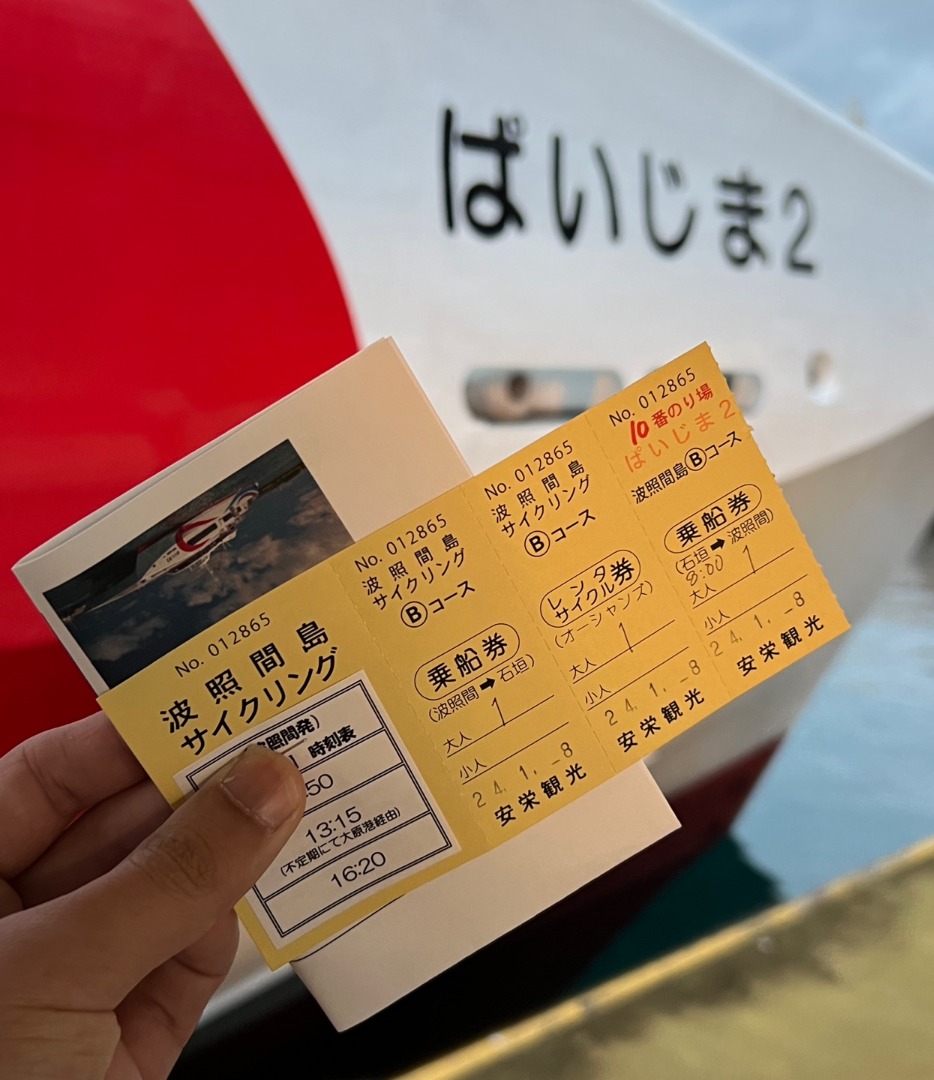 ぱいじま2
No. 012865
波照間島
サイクリング
時刻表
13:15
(不定期にて大原港経由)
16:20
No. 012865
波照間島
サイクリング
Ⓑコース
乗船券
(波照間➡石垣)
大人 1
小人
24.1.-8
安栄観光
No. 012865
波照間島
サイクリング
Ⓑコース
レンタサイクル券
(オーシャンズ)
大人 1
小人
24.1.-8
安栄観光
No. 012865
10番のり場
ぱいじま2
波照間島Ⓑコース
乗船券
(石垣➡波照間)
8:00
大人 1
小人
24.1.-8
安栄観光